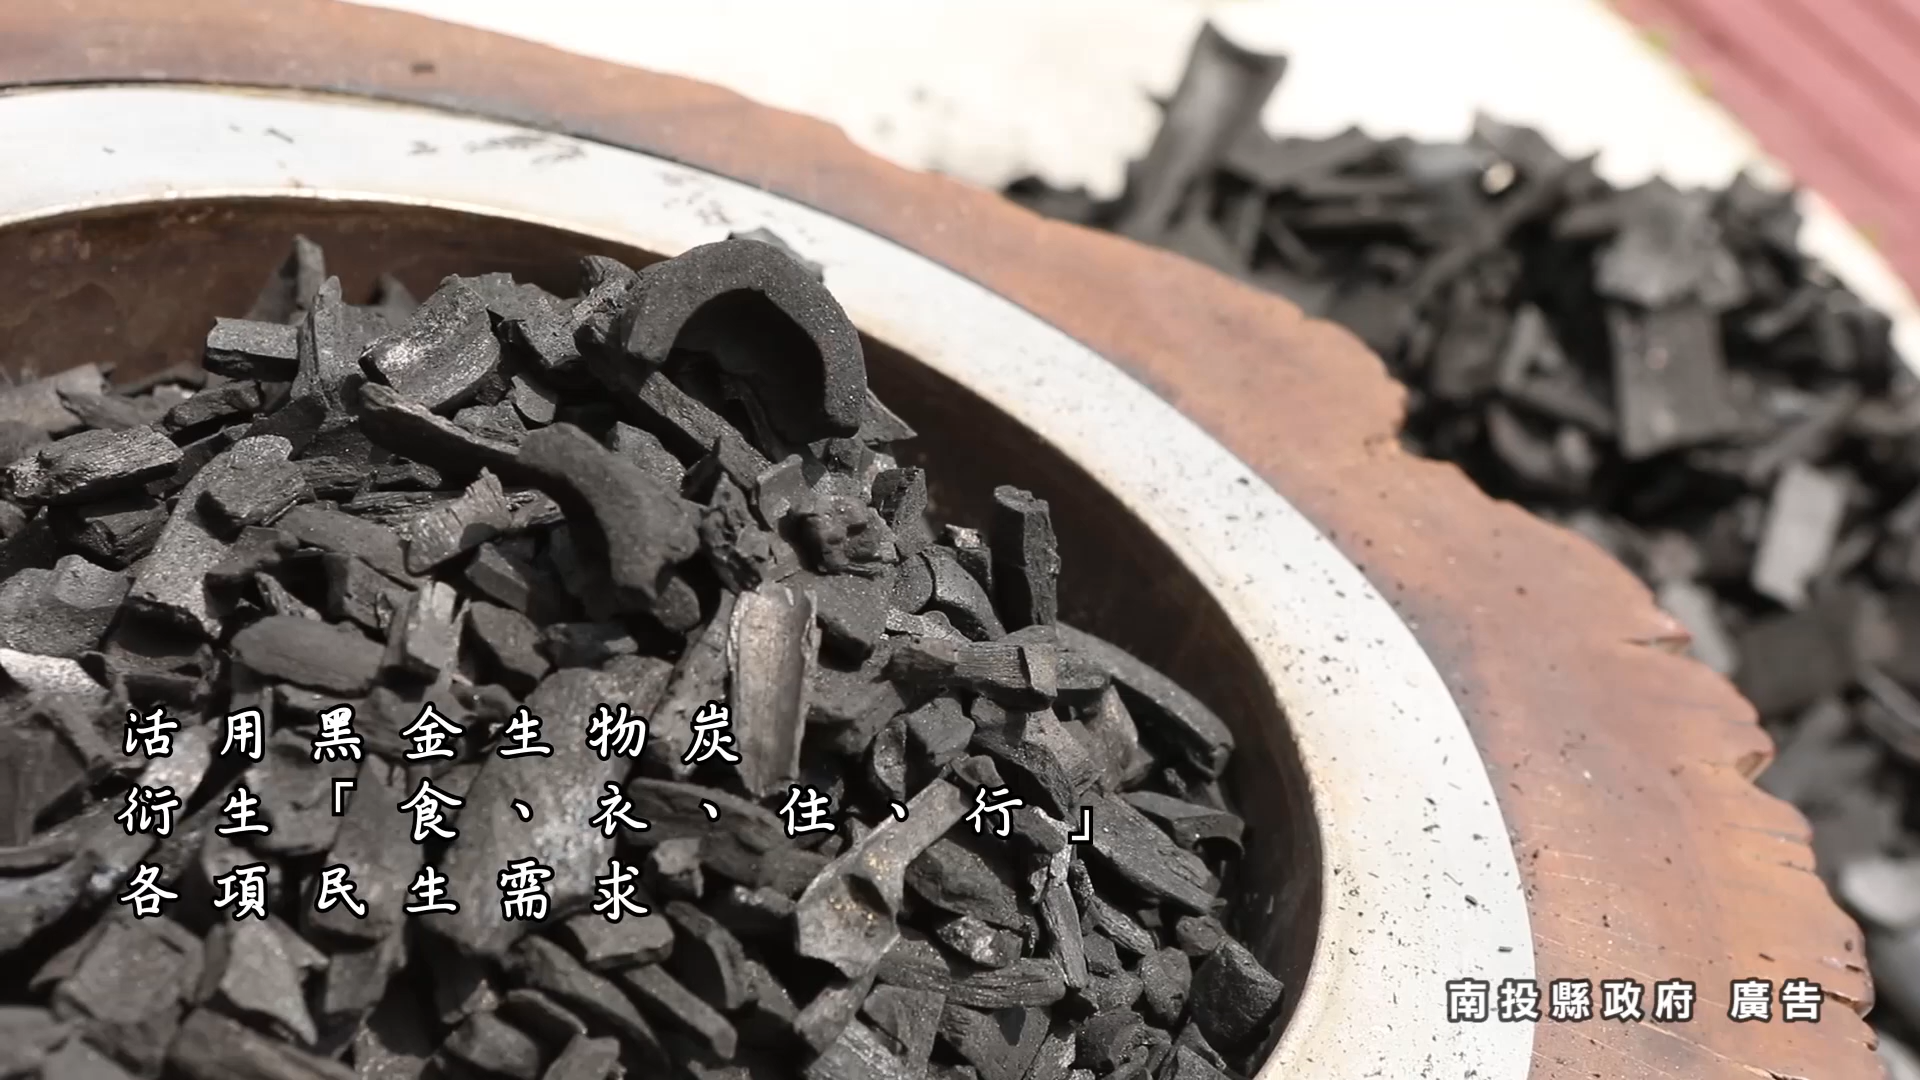 活用黑金生物炭
衍生「食、衣、住、行」
各項民生需求
南投縣政府 廣告